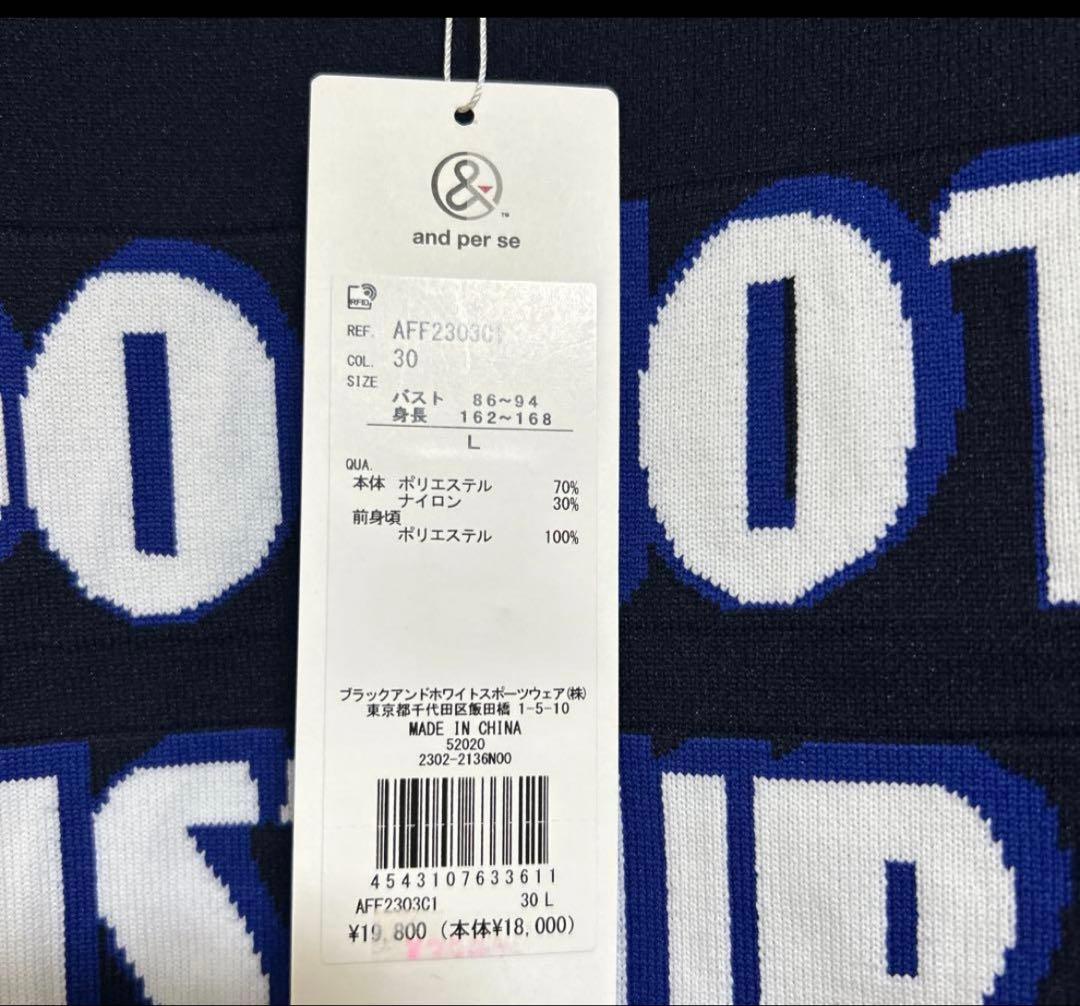 &
TM
and per se
RFID
REF. AFF2303C1
COL. 30
SIZE
バスト 86~94
身長 162~168
L
QUA.
本体 ポリエステル 70%
ナイロン 30%
前身頃
ポリエステル 100%
ブラックアンドホワイトスポーツウェア(株)
東京都千代田区飯田橋 1-5-10
MADE IN CHINA
52020
2302-2136N00
4543107633611
AFF2303C1 30 L
¥19,800 (本体¥18,000)